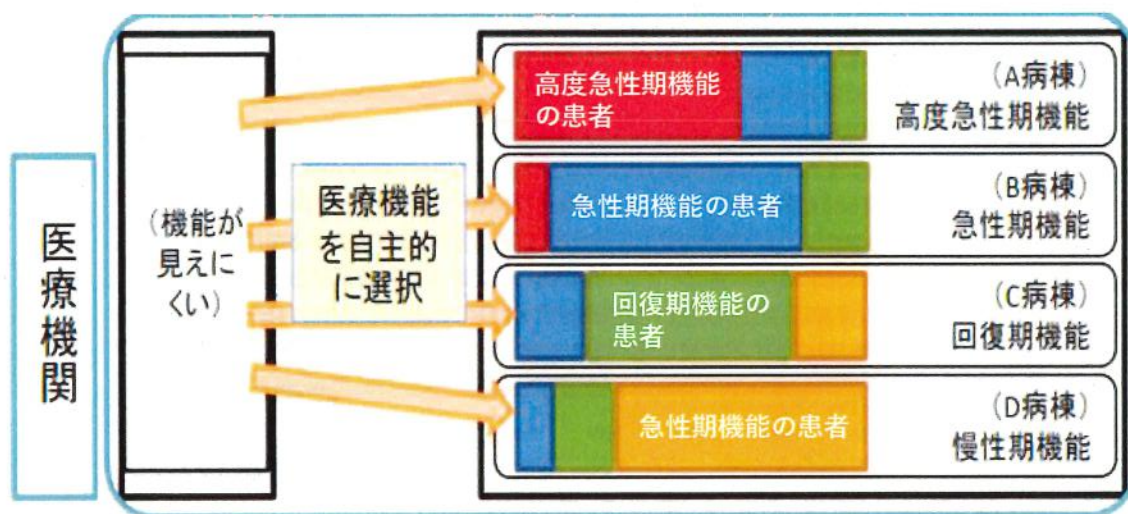 医療機関
(機能が
見えに
くい)
医療機能
を自主的
に選択
高度急性期機能
の患者
(A病棟)
高度急性期機能
急性期機能の患者
(B病棟)
急性期機能
回復期機能の
患者
(C病棟)
回復期機能
急性期機能の患者
(D病棟)
慢性期機能